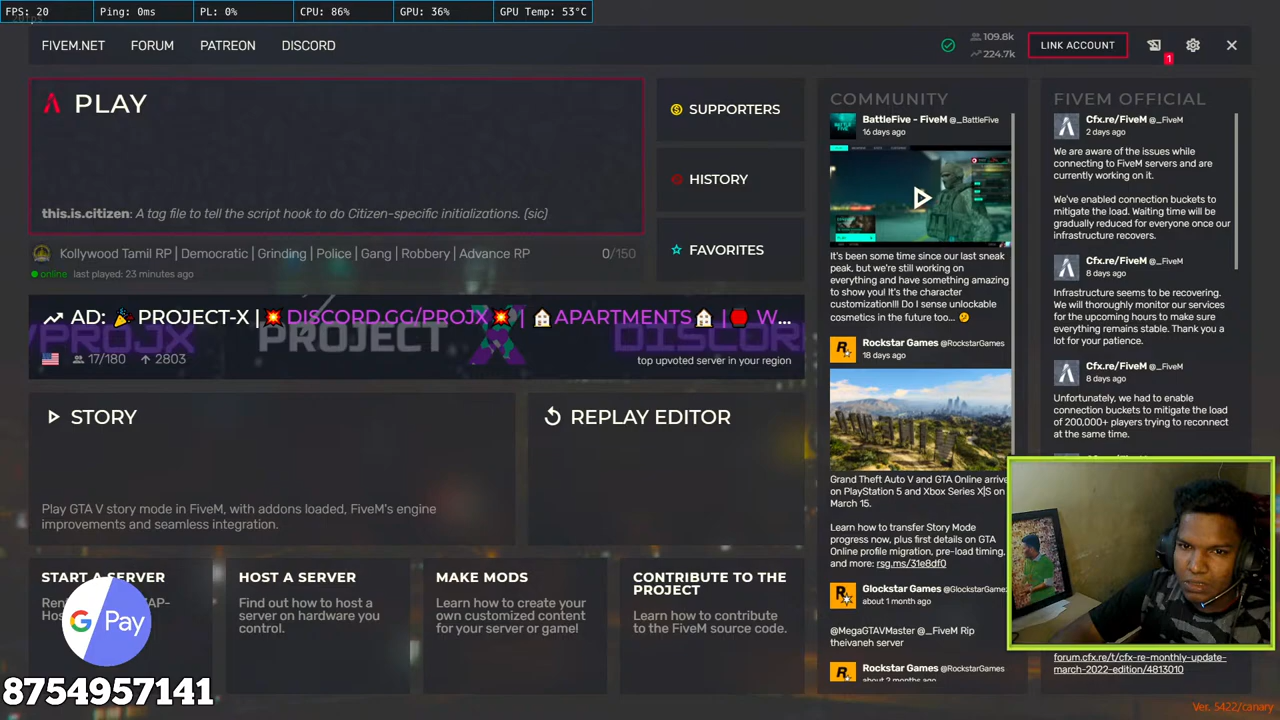 FPS: 20
Ping: 0ms
PL: 0%
CPU: 86%
GPU: 36%
GPU Temp: 53°C
FIVEM.NET
FORUM
PATREON
DISCORD
109.8k
224.7k
LINK ACCOUNT
1
PLAY
this.is.citizen: A tag file to tell the script hook to do Citizen-specific initializations. (sic)
Kollywood Tamil RP | Democratic | Grinding | Police | Gang | Robbery | Advance RP
0/150
online last played: 23 minutes ago
SUPPORTERS
HISTORY
FAVORITES
AD: 🎉PROJECT-X |💥DISCORD.GG/PROJX💥 | 🏠APARTMENTS🏠 |🛑 W...
PROJECT
17/180
2803
top upvoted server in your region
STORY
Play GTA V story mode in FiveM, with addons loaded, FiveM's engine
improvements and seamless integration.
REPLAY EDITOR
START A SERVER
G Pay
8754957141
HOST A SERVER
Find out how to host a
server on hardware you
control.
MAKE MODS
Learn how to create your
own customized content
for your server or game!
CONTRIBUTE TO THE
PROJECT
Learn how to contribute
to the FiveM source code.
COMMUNITY
BattleFive - FiveM @_BattleFive
16 days ago
It's been some time since our last sneak
peak, but we're still working on
everything and have something amazing
to show you! It's the character
customization!!! Do I sense unlockable
cosmetics in the future too...
Rockstar Games @RockstarGames
18 days ago
Grand Theft Auto V and GTA Online arrive
on PlayStation 5 and Xbox Series X|S on
March 15.
Learn how to transfer Story Mode
progress now, plus first details on GTA
Online profile migration, pre-load timing,
and more: rsg.ms/31e8df0
Glockstar Games @GlockstarGame
about 1 month ago
@MegaGTAVMaster @_FiveM Rip
theivaneh server
Rockstar Games @RockstarGames
about 2 months ago
FIVEM OFFICIAL
Cfx.re/FiveM @_FiveM
2 days ago
We are aware of the issues while
connecting to FiveM servers and are
currently working on it.
We've enabled connection buckets to
mitigate the load. Waiting time will be
gradually reduced for everyone once our
infrastructure recovers.
Cfx.re/FiveM @_FiveM
8 days ago
Infrastructure seems to be recovering.
We will thoroughly monitor our services
for the upcoming hours to make sure
everything remains stable. Thank you a
lot for your patience.
Cfx.re/FiveM @_FiveM
8 days ago
Unfortunately, we had to enable
connection buckets to mitigate the load
of 200,000+ players trying to reconnect
at the same time.
forum.cfx.re/t/cfx-re-monthly-update-
march-2022-edition/4813010
Ver. 5422/canary